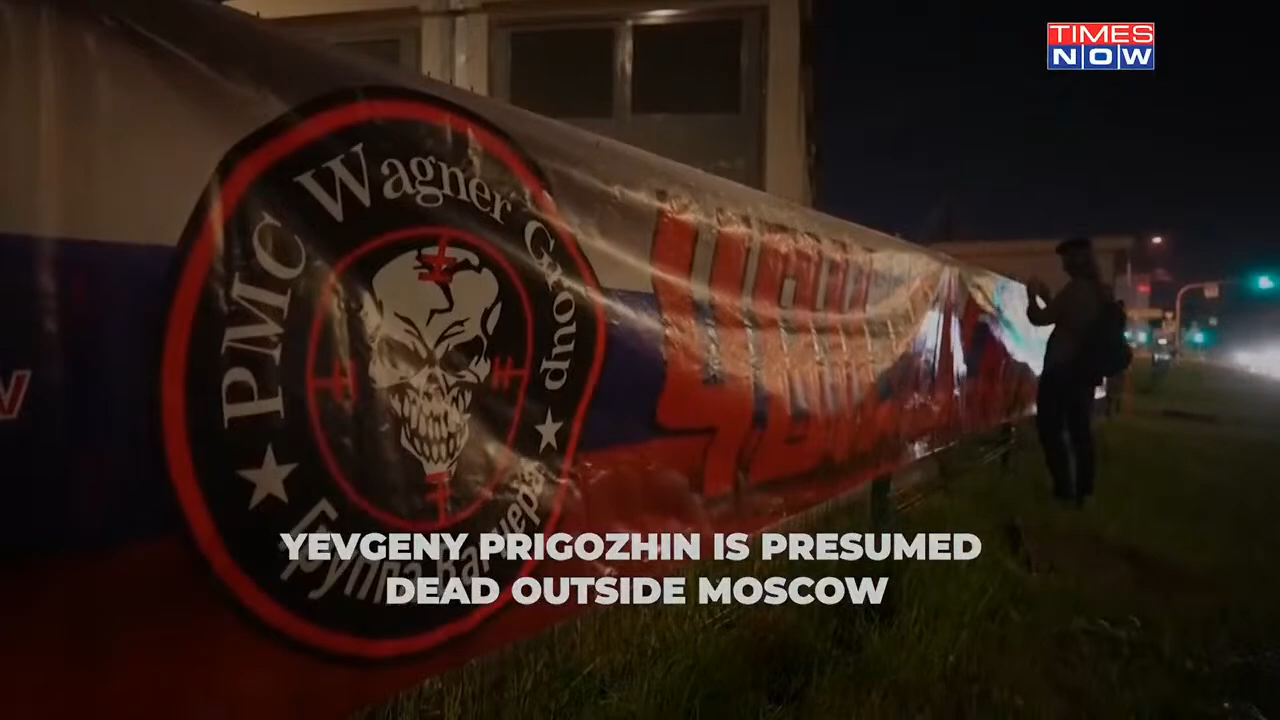 TIMES
NOW
PMC Wagner Group
Группа Вагнера
YEVGENY PRIGOZHIN IS PRESUMED
DEAD OUTSIDE MOSCOW